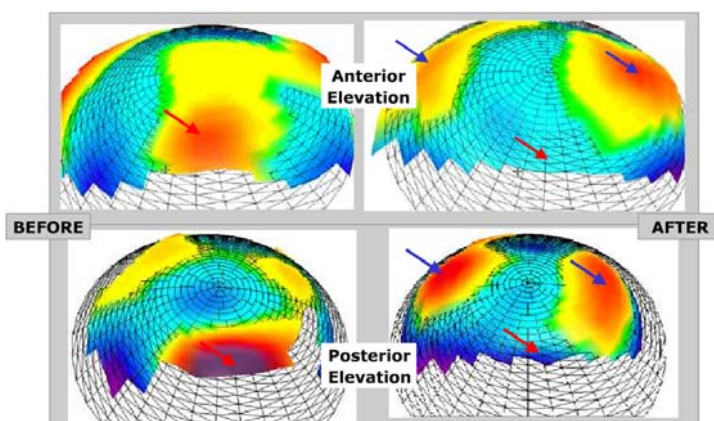 Anterior
Elevation
BEFORE
AFTER
Posterior
Elevation